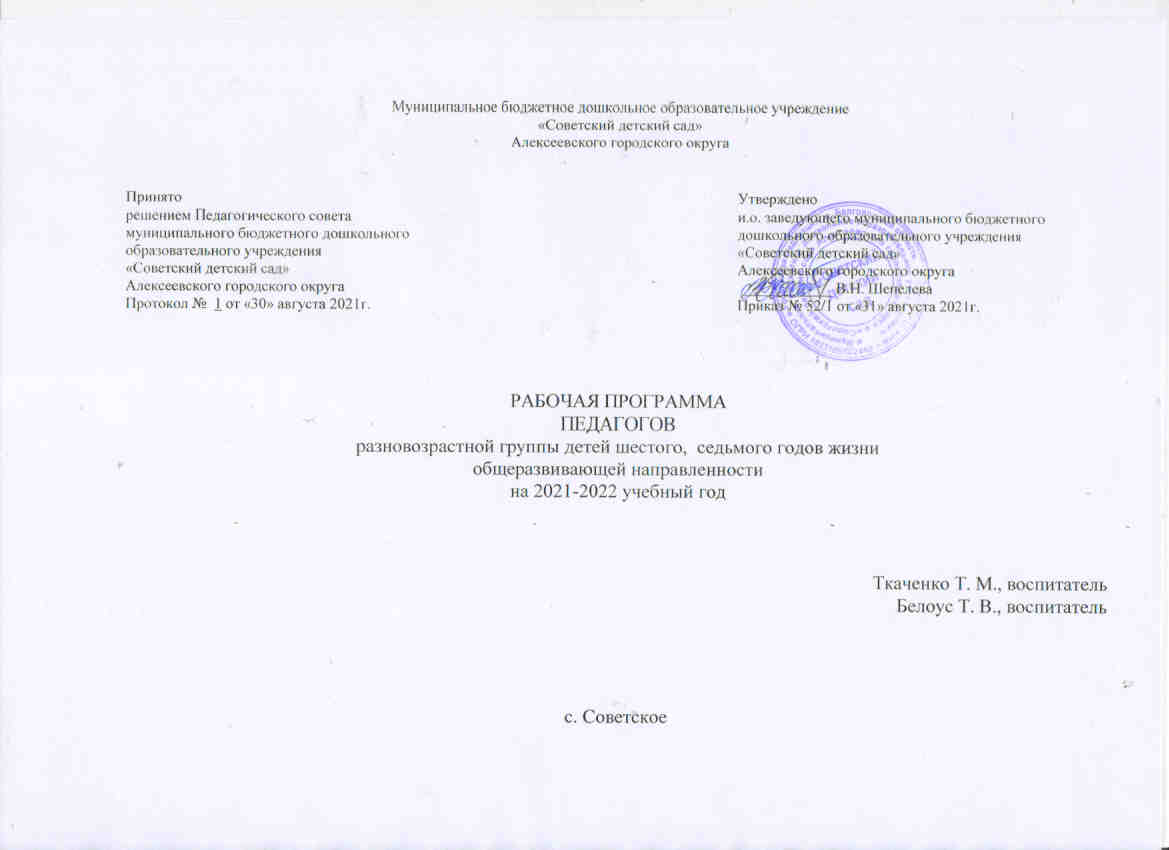 Муниципальное бюджетное дошкольное образовательное учреждение
«Советский детский сад»
Алексеевского городского округа
Принято
решением Педагогического совета
муниципального бюджетного дошкольного
образовательного учреждения
«Советский детский сад»
Алексеевского городского округа
Протокол № 1 от «30» августа 2021г.
Утверждено
и.о. заведующего муниципального бюджетного
дошкольного образовательного учреждения
«Советский детский сад»
Алексеевского городского округа
В.Н. Шепелева
Приказ № 52/1 от «31» августа 2021г.
РАБОЧАЯ ПРОГРАММА
ПЕДАГОГОВ
разновозрастной группы детей шестого, седьмого годов жизни
общеразвивающей направленности
на 2021-2022 учебный год
Ткаченко Т. М., воспитатель
Белоус Т. В., воспитатель
с. Советское